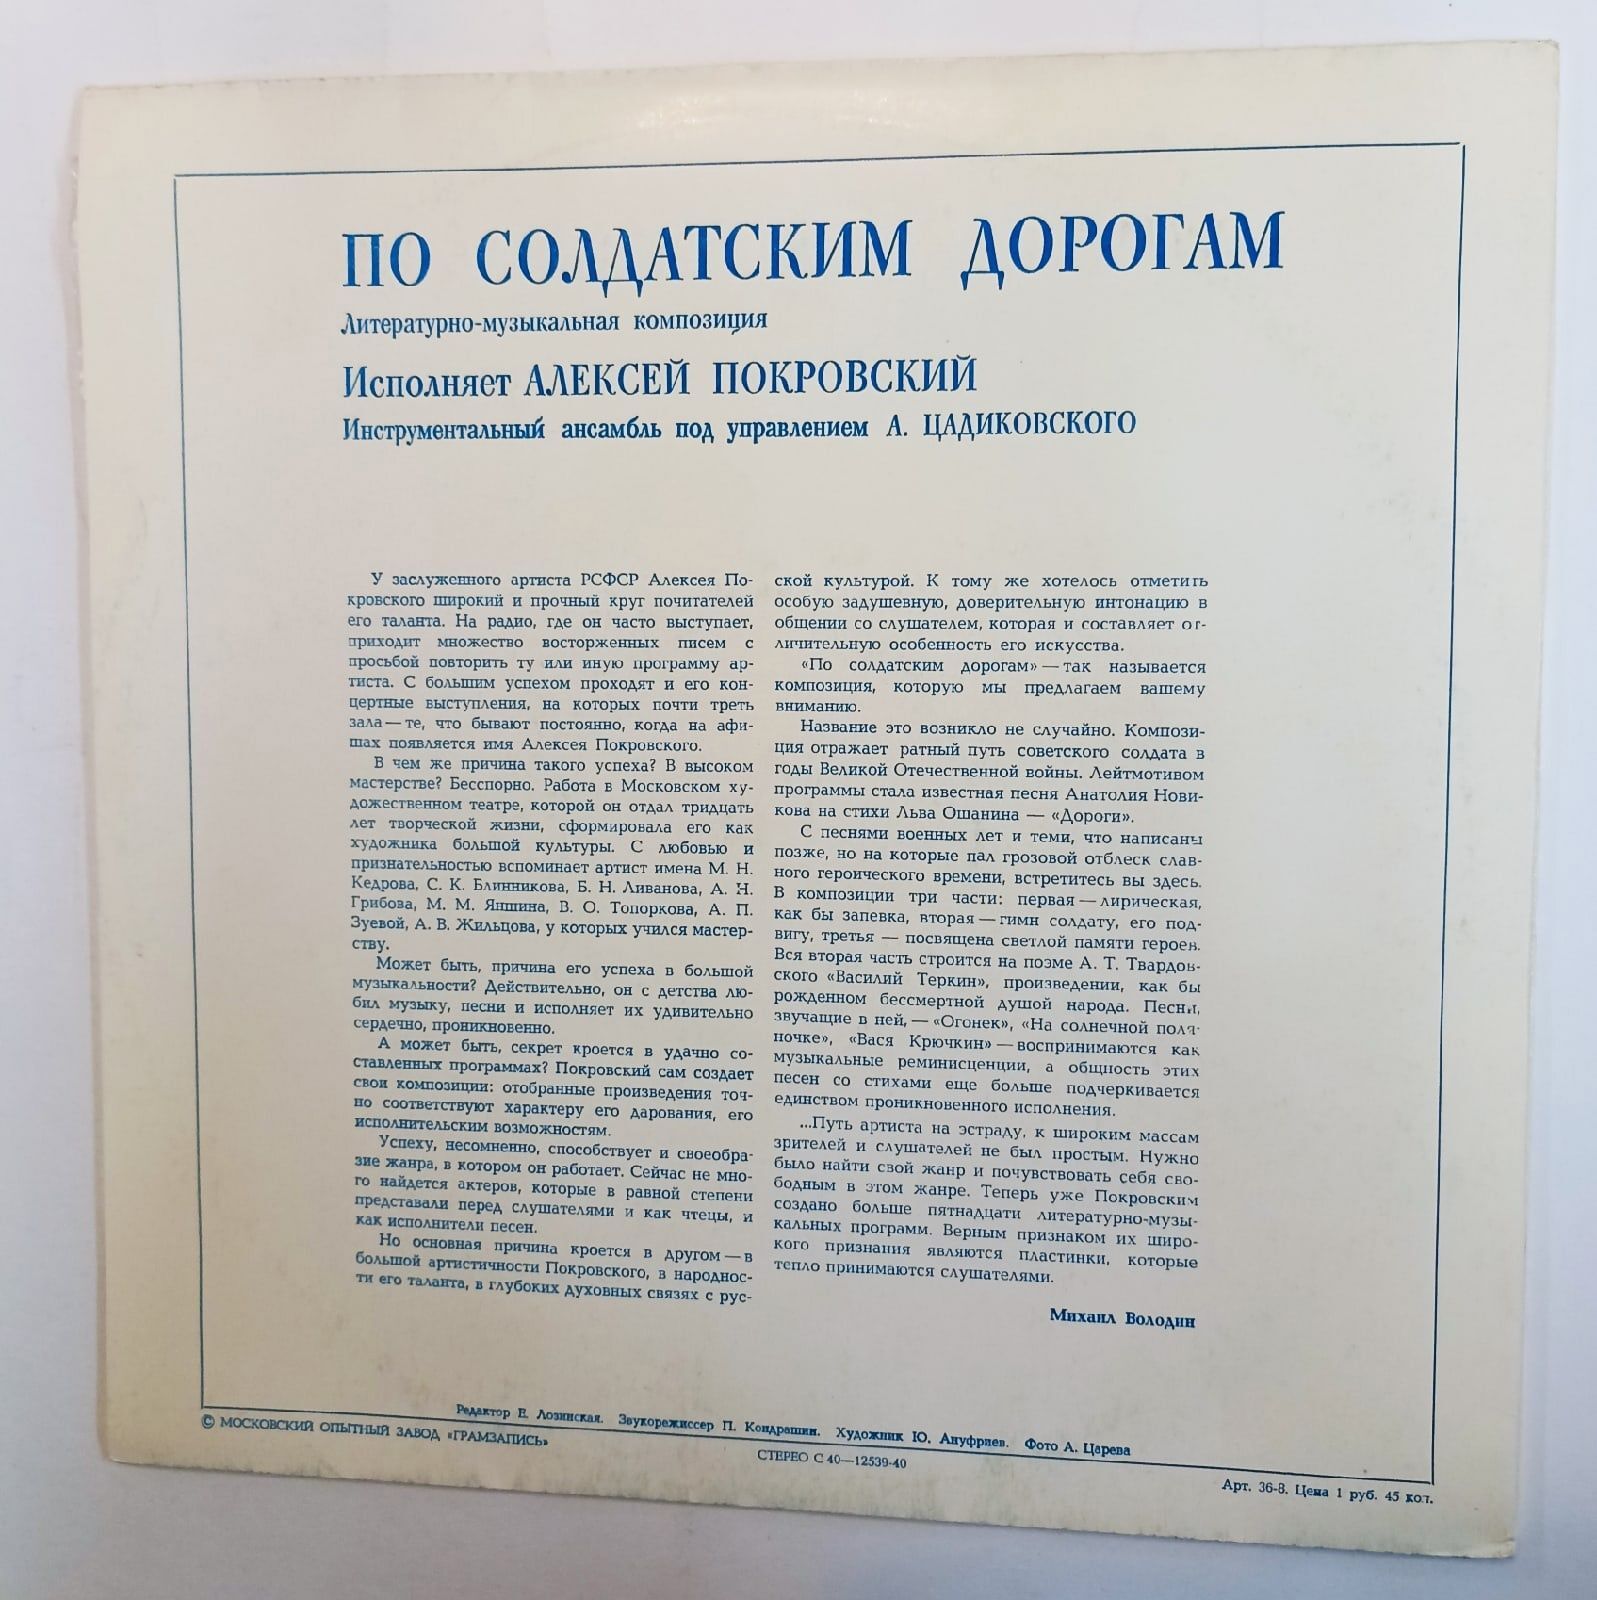 ПО СОЛДАТСКИМ ДОРОГАМ
Литературно-музыкальная композиция
Исполняет АЛЕКСЕЙ ПОКРОВСКИЙ
Инструментальный ансамбль под управлением А. ЦАДИКОВСКОГО
У заслуженного артиста РСФСР Алексея По-
кровского широкий и прочный круг почитателей
его таланта. На радио, где он часто выступает,
приходит множество восторженных писем с
просьбой повторить ту или иную программу ар-
тиста. С большим успехом проходят и его кон-
цертные выступления, на которых почти треть
зала — те, что бывают постоянно, когда на афи-
шах появляется имя Алексея Покровского.
В чем же причина такого успеха? В высоком
мастерстве? Бесспорно. Работа в Московском ху-
дожественном театре, которой он отдал тридцать
лет творческой жизни, сформировала его как
художника большой культуры. С любовью и
признательностью вспоминает артист имена М. Н.
Кедрова, С. К. Блинникова, Б. Н. Ливанова, А. Н.
Грибова, М. М. Яншина, В. О. Топоркова, А. П.
Зуевой, А. В. Жильцова, у которых учился мастер-
ству.
Может быть, причина его успеха в большой
музыкальности? Действительно, он с детства лю-
бил музыку, песни и исполняет их удивительно
сердечно, проникновенно.
А может быть, секрет кроется в удачно со-
ставленных программах? Покровский сам создает
свои композиции: отобранные произведения точ-
но соответствуют характеру его дарования, его
исполнительским возможностям.
Успеху, несомненно, способствует и своеобра-
зие жанра, в котором он работает. Сейчас не мно-
го найдется актеров, которые в равной степени
представали перед слушателями и как чтецы, и
как исполнители песен.
Но основная причина кроется в другом — в
большой артистичности Покровского, в народнос-
ти его таланта, в глубоких духовных связях с рус-
ской культурой. К тому же хотелось отметить
особую задушевную, доверительную интонацию в
общении со слушателем, которая и составляет от-
личительную особенность его искусства.
«По солдатским дорогам» — так называется
композиция, которую мы предлагаем вашему
вниманию.
Название это возникло не случайно. Компози-
ция отражает ратный путь советского солдата в
годы Великой Отечественной войны. Лейтмотивом
программы стала известная песня Анатолия Нови-
кова на стихи Льва Ошанина — «Дороги».
С песнями военных лет и теми, что написаны
позже, но на которые пал грозовой отблеск слав-
ного героического времени, встретитесь вы здесь.
В композиции три части: первая — лирическая,
как бы запевка, вторая — гимн солдату, его под-
вигу, третья — посвящена светлой памяти героев.
Вся вторая часть строится на поэме А. Т. Твардов-
ского «Василий Теркин», произведении, как бы
рожденном бессмертной душой народа. Песни,
звучащие в ней, — «Огонек», «На солнечной поля-
ночке», «Вася Крючкин» — воспринимаются как
музыкальные реминисценции, а общность этих
песен со стихами еще больше подчеркивается
единством проникновенного исполнения.
...Путь артиста на эстраду, к широким массам
зрителей и слушателей не был простым. Нужно
было найти свой жанр и почувствовать себя сво-
бодным в этом жанре. Теперь уже Покровским
создано больше пятнадцати литературно-музы-
кальных программ. Верным признаком их широ-
кого признания являются пластинки, которые
тепло принимаются слушателями.
Михаил Володин
Редактор Е. Лозинская. Звукорежиссер П. Кондрашин. Художник Ю. Ануфриев. Фото А. Царева
© МОСКОВСКИЙ ОПЫТНЫЙ ЗАВОД «ГРАМЗАПИСЬ»
СТЕРЕО С 40—12539-40
Арт. 36-8. Цена 1 руб. 45 коп.